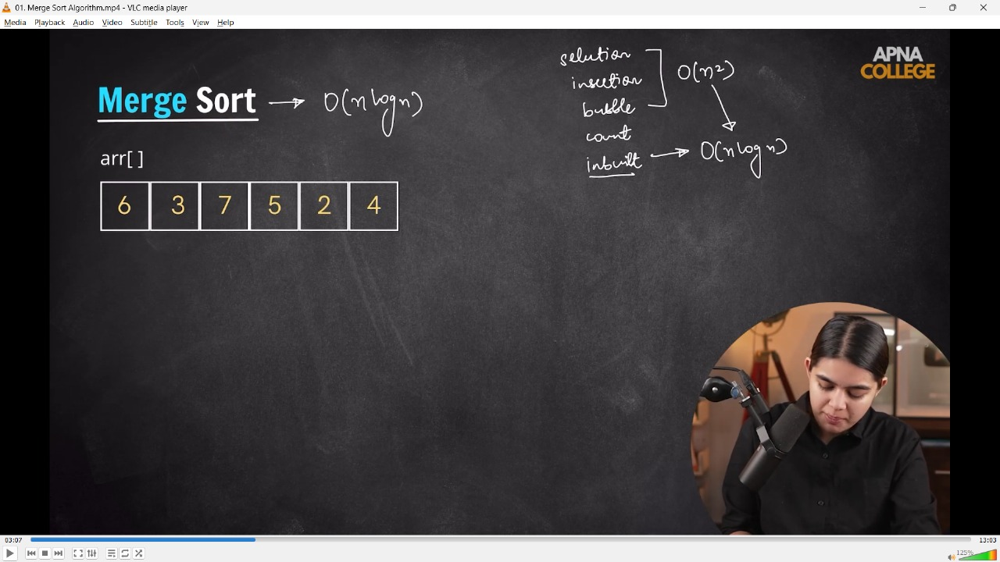 01. Merge Sort Algorithm.mp4 - VLC media player
Media Playback Audio Video Subtitle Tools View Help
APNA
COLLEGE
selection
insertion
bubble
O(n²)
count
inbuilt → O(n log n)
Merge Sort → O(n log n)
arr[ ]
6 3 7 5 2 4
03:07
13:03
125%